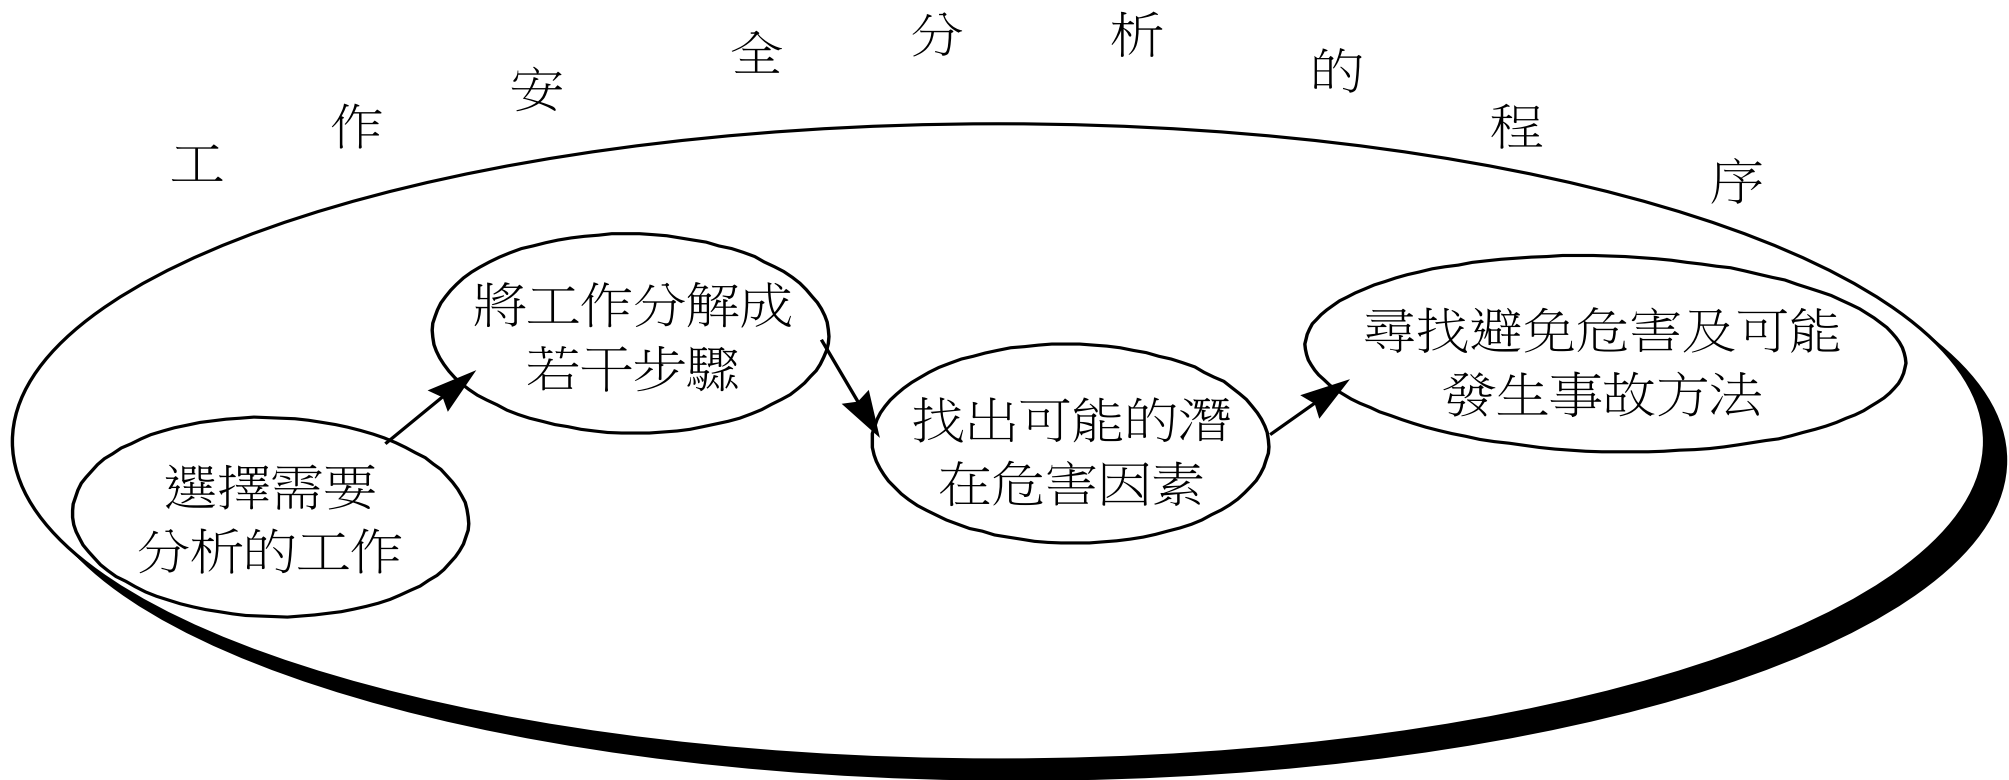 工作安全分析的程序
選擇需要
分析的工作
將工作分解成
若干步驟
找出可能的潛
在危害因素
尋找避免危害及可能
發生事故方法